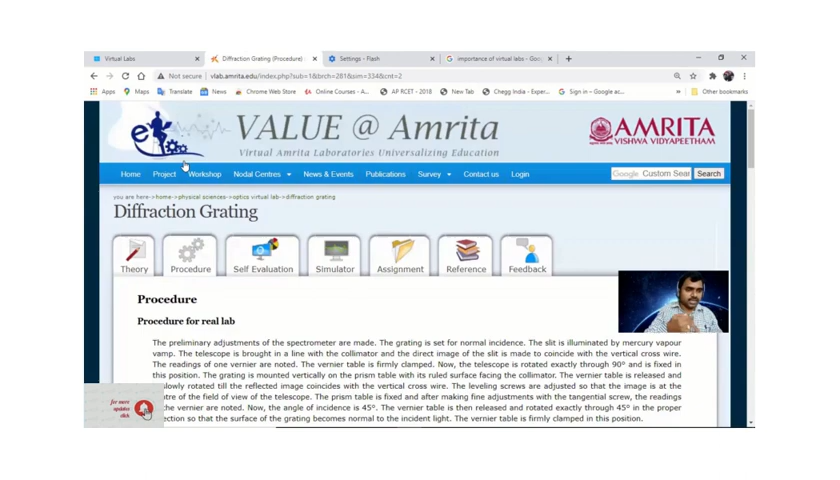 Virtual Labs
Diffraction Grating (Procedure) :
Settings - Flash
importance of virtual labs - Goog
Not secure | vlab.amrita.edu/index.php?sub=1&brch=281&sim=334&cnt=2
Apps Maps Translate News Chrome Web Store Online Courses - A... AP RCET - 2018 New Tab Chegg India - Exper... Sign in – Google ac... » Other bookmarks
VALUE @ Amrita
Virtual Amrita Laboratories Universalizing Education
AMRITA
VISHWA VIDYAPEETHAM
Home Project Workshop Nodal Centres News & Events Publications Survey Contact us Login Google Custom Sear Search
you are here->home->physical sciences->optics virtual lab->diffraction grating
Diffraction Grating
Theory Procedure Self Evaluation Simulator Assignment Reference Feedback
Procedure
Procedure for real lab
The preliminary adjustments of the spectrometer are made. The grating is set for normal incidence. The slit is illuminated by mercury vapour
vamp. The telescope is brought in a line with the collimator and the direct image of the slit is made to coincide with the vertical cross wire.
The readings of one vernier are noted. The vernier table is firmly clamped. Now, the telescope is rotated exactly through 90º and is fixed in
this position. The grating is mounted vertically on the prism table with its ruled surface facing the collimator. The vernier table is released and
slowly rotated till the reflected image coincides with the vertical cross wire. The leveling screws are adjusted so that the image is at the
ntre of the field of view of the telescope. The prism table is fixed and after making fine adjustments with the tangential screw, the readings
the vernier are noted. Now, the angle of incidence is 45º. The vernier table is then released and rotated exactly through 45º in the proper
ection so that the surface of the grating becomes normal to the incident light. The vernier table is firmly clamped in this position.
for more
updates
click